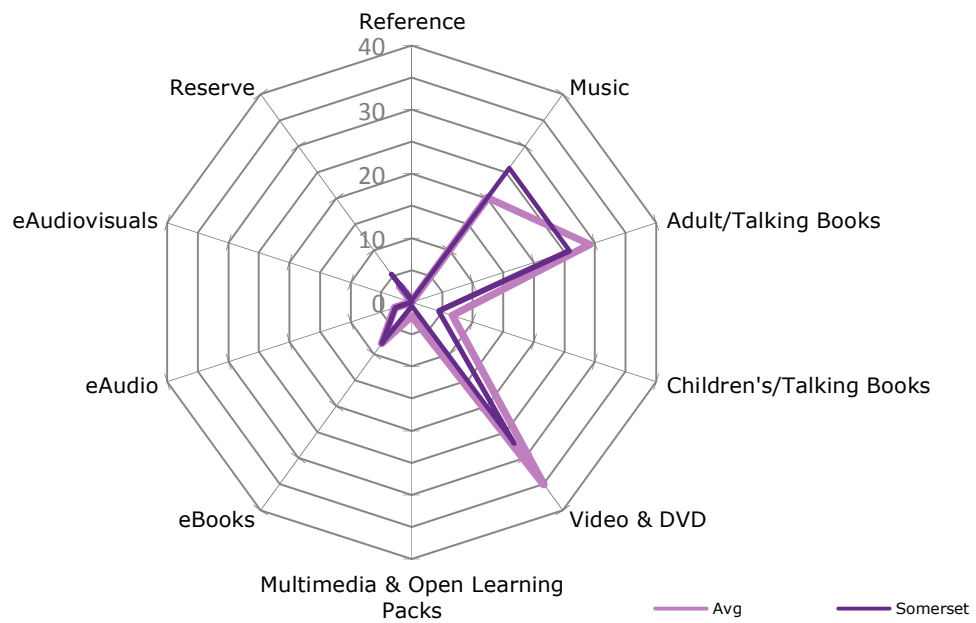 Reference
40
Reserve
Music
30
20
eAudiovisuals
Adult/Talking Books
10
0
eAudio
Children's/Talking Books
eBooks
Video & DVD
Multimedia & Open Learning
Packs
Avg
Somerset